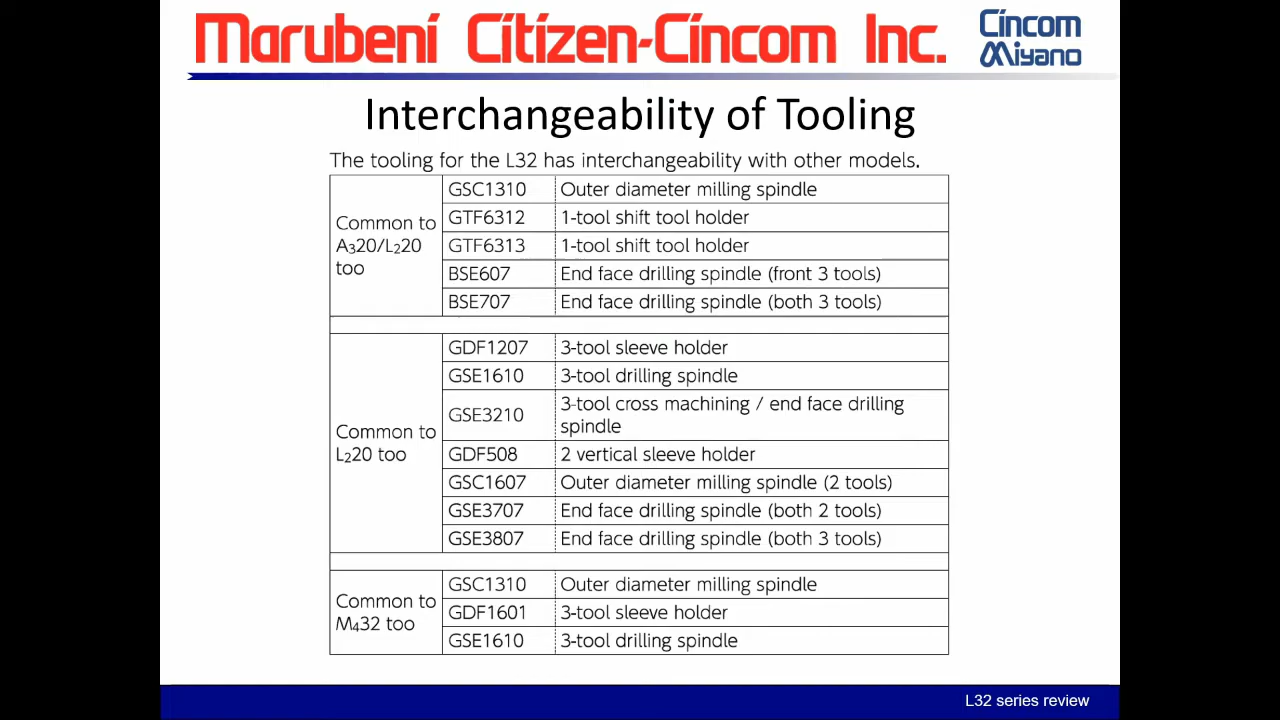 Marubeni Citizen-Cincom Inc.
Cincom
Miyano
Interchangeability of Tooling
The tooling for the L32 has interchangeability with other models.
Common to A₃20/L₂20 too
GSC1310 Outer diameter milling spindle
GTF6312 1-tool shift tool holder
GTF6313 1-tool shift tool holder
BSE607 End face drilling spindle (front 3 tools)
BSE707 End face drilling spindle (both 3 tools)
Common to L₂20 too
GDF1207 3-tool sleeve holder
GSE1610 3-tool drilling spindle
GSE3210 3-tool cross machining / end face drilling
spindle
GDF508 2 vertical sleeve holder
GSC1607 Outer diameter milling spindle (2 tools)
GSE3707 End face drilling spindle (both 2 tools)
GSE3807 End face drilling spindle (both 3 tools)
Common to M₄32 too
GSC1310 Outer diameter milling spindle
GDF1601 3-tool sleeve holder
GSE1610 3-tool drilling spindle
L32 series review